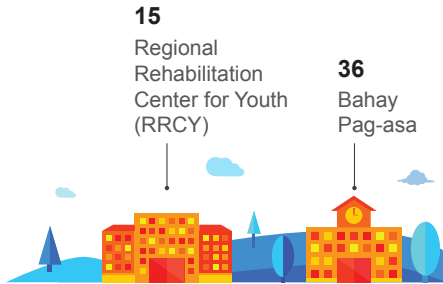 15
Regional
Rehabilitation
Center for Youth
(RRCY)
36
Bahay
Pag-asa